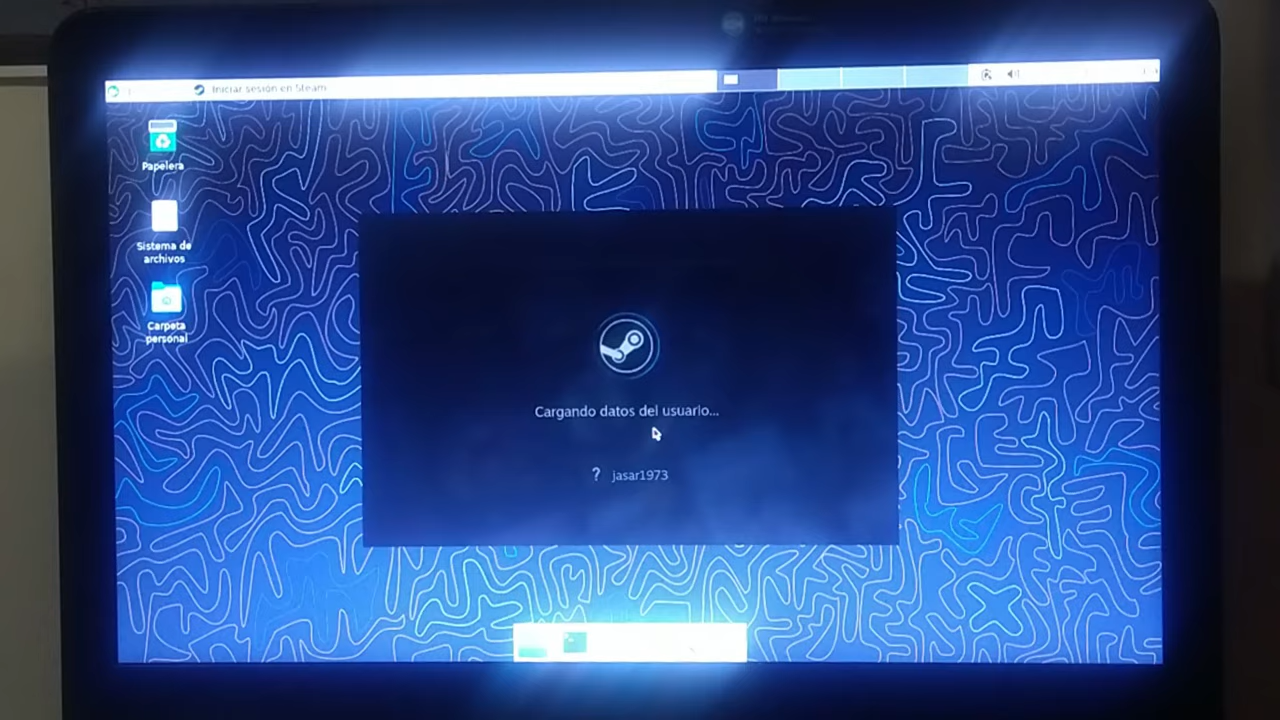 Iniciar sesión en Steam
Papelera
Sistema de
archivos
Carpeta
personal
Cargando datos del usuario...
? jasar1973